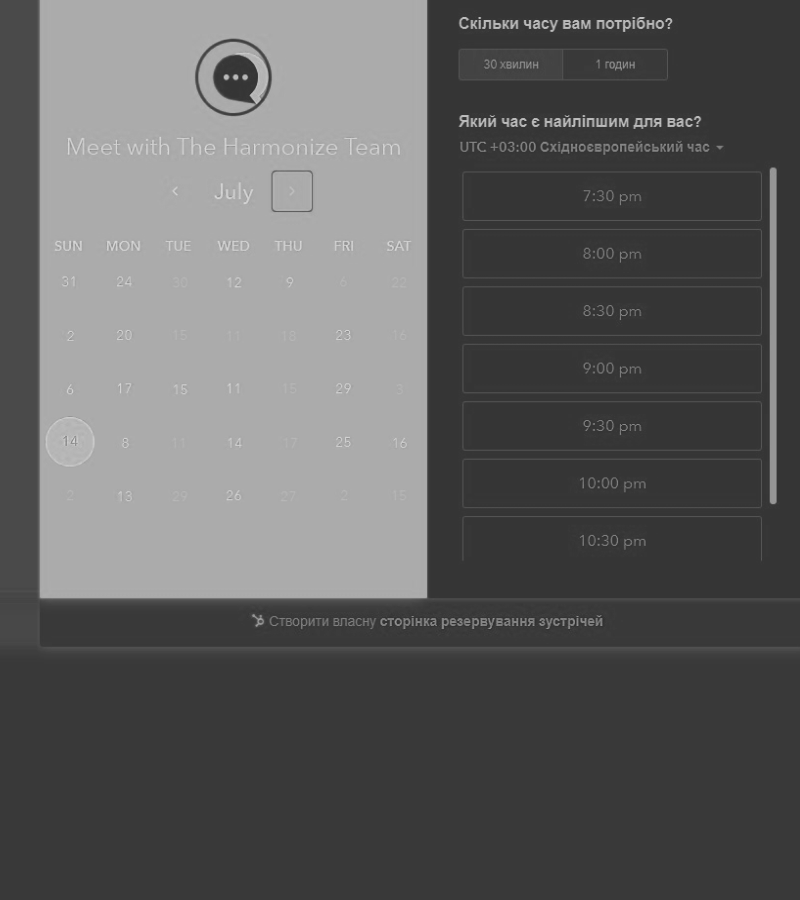 Meet with The Harmonize Team
July
SUN MON TUE WED THU FRI SAT
31 24 30 12 9 6 22
2 20 15 11 18 23 16
6 17 15 11 15 29 3
14 8 11 14 17 25 16
2 13 29 26 27 2 15
Скільки часу вам потрібно?
30 хвилин 1 годин
Який час є найліпшим для вас?
UTC +03:00 Східноєвропейський час
7:30 pm
8:00 pm
8:30 pm
9:00 pm
9:30 pm
10:00 pm
10:30 pm
Створити власну сторінка резервування зустрічей